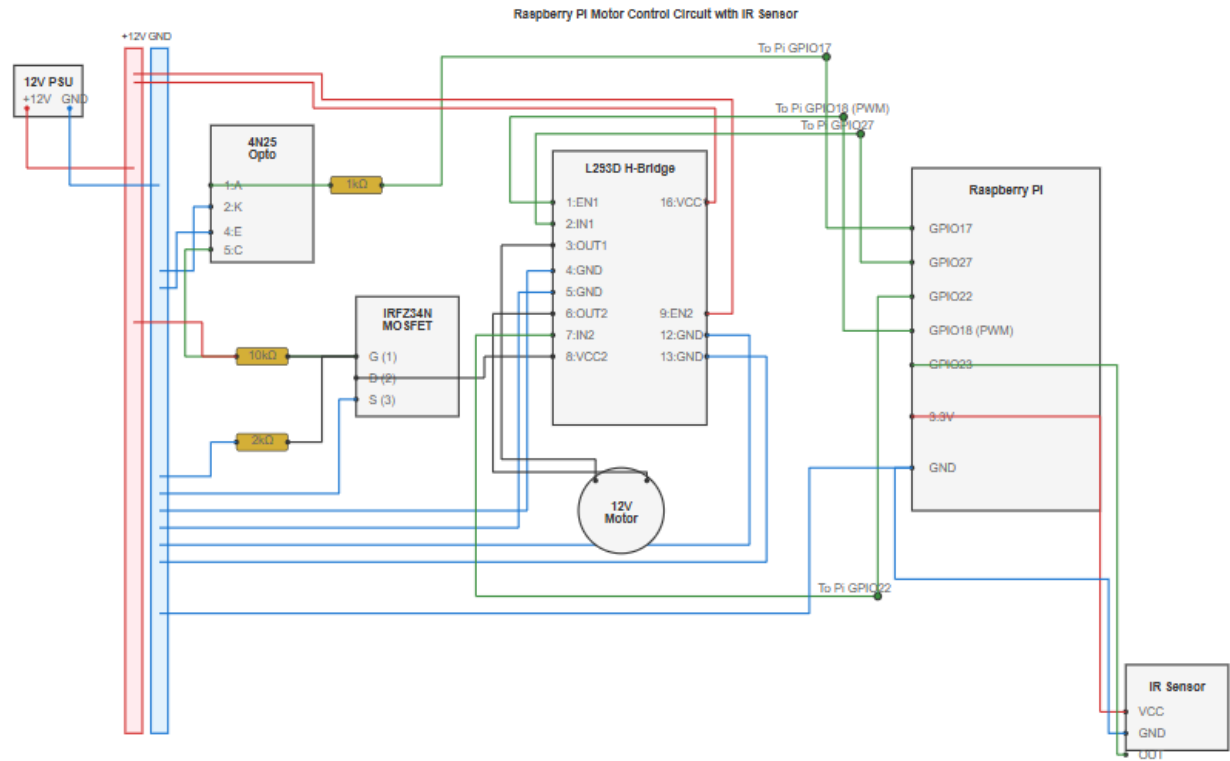 Raspberry Pi Motor Control Circuit with IR Sensor
+12V GND
To Pi GPIO17
12V PSU
+12V GND
To Pi GPIO18 (PWM)
To Pi GPIO27
4N25
Opto
1:A
1kΩ
2:K
4:E
5:C
L293D H-Bridge
1:EN1
16:VCC
2:IN1
3:OUT1
4:GND
5:GND
6:OUT2
9:EN2
7:IN2
12:GND
8:VCC2
13:GND
Raspberry Pi
GPIO17
GPIO27
GPIO22
GPIO18 (PWM)
GPIO23
3.3V
GND
IRFZ34N
MOSFET
10kΩ
G (1)
D (2)
S (3)
2kΩ
12V
Motor
To Pi GPIO22
IR Sensor
VCC
GND
OUT